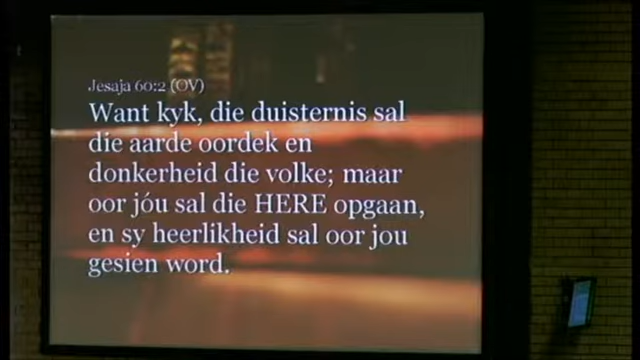 Jesaja 60:2 (OV)
Want kyk, die duisternis sal
die aarde oordek en
donkerheid die volke; maar
oor jóu sal die HERE opgaan,
en sy heerlikheid sal oor jou
gesien word.